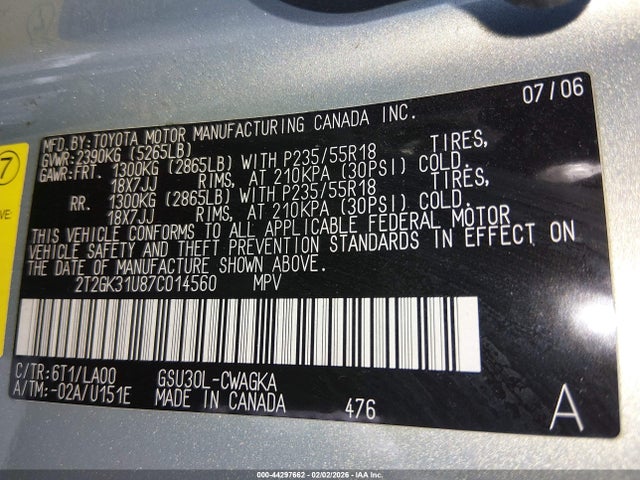 07/06
MFD.BY:TOYOTA MOTOR MANUFACTURING CANADA INC.
GVWR:2390KG (5265LB)
GAWR:FRT. 1300KG (2865LB) WITH P235/55R18 TIRES,
18X7JJ RIMS, AT 210KPA (30PSI) COLD.
RR. 1300KG (2865LB) WITH P235/55R18 TIRES,
18X7JJ RIMS, AT 210KPA (30PSI) COLD.
THIS VEHICLE CONFORMS TO ALL APPLICABLE FEDERAL MOTOR
VEHICLE SAFETY AND THEFT PREVENTION STANDARDS IN EFFECT ON
THE DATE OF MANUFACTURE SHOWN ABOVE.
2T2GK31U87C014560 MPV
C/TR:6T1/LA00 GSU30L-CWAGKA
A/TM:-02A/U151E MADE IN CANADA 476 A
7
VE:
000-44297662 - 02/02/2026 - IAA Inc.